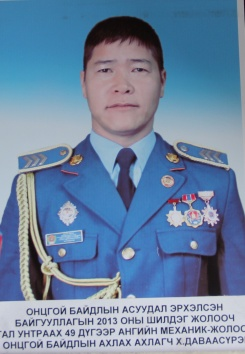 ОНЦГОЙ БАЙДЛЫН АСУУДАЛ ЭРХЭЛСЭН
БАЙГУУЛЛАГЫН 2013 ОНЫ ШИЛДЭГ ЖОЛООЧ
ГАЛ УНТРААХ 49 ДҮГЭЭР АНГИЙН МЕХАНИК-ЖОЛОО
ОНЦГОЙ БАЙДЛЫН АХЛАХ АХЛАГЧ Х.ДАВААСҮРЭ